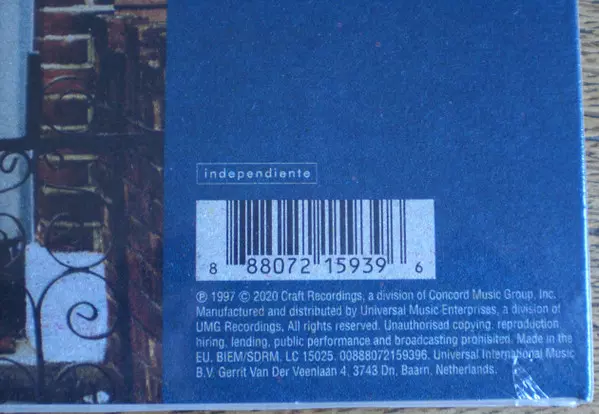 independiente
8 88072 15939 6
℗ 1997 © 2020 Craft Recordings, a division of Concord Music Group, Inc.
Manufactured and distributed by Universal Music Enterprises, a division of
UMG Recordings, All rights reserved. Unauthorised copying, reproduction
hiring, lending, public performance and broadcasting prohibited. Made in the
EU. BIEM/SDRM. LC 15025. 00888072159396. Universal International Music
B.V. Gerrit Van Der Veenlaan 4, 3743 Dn, Baarn, Netherlands.